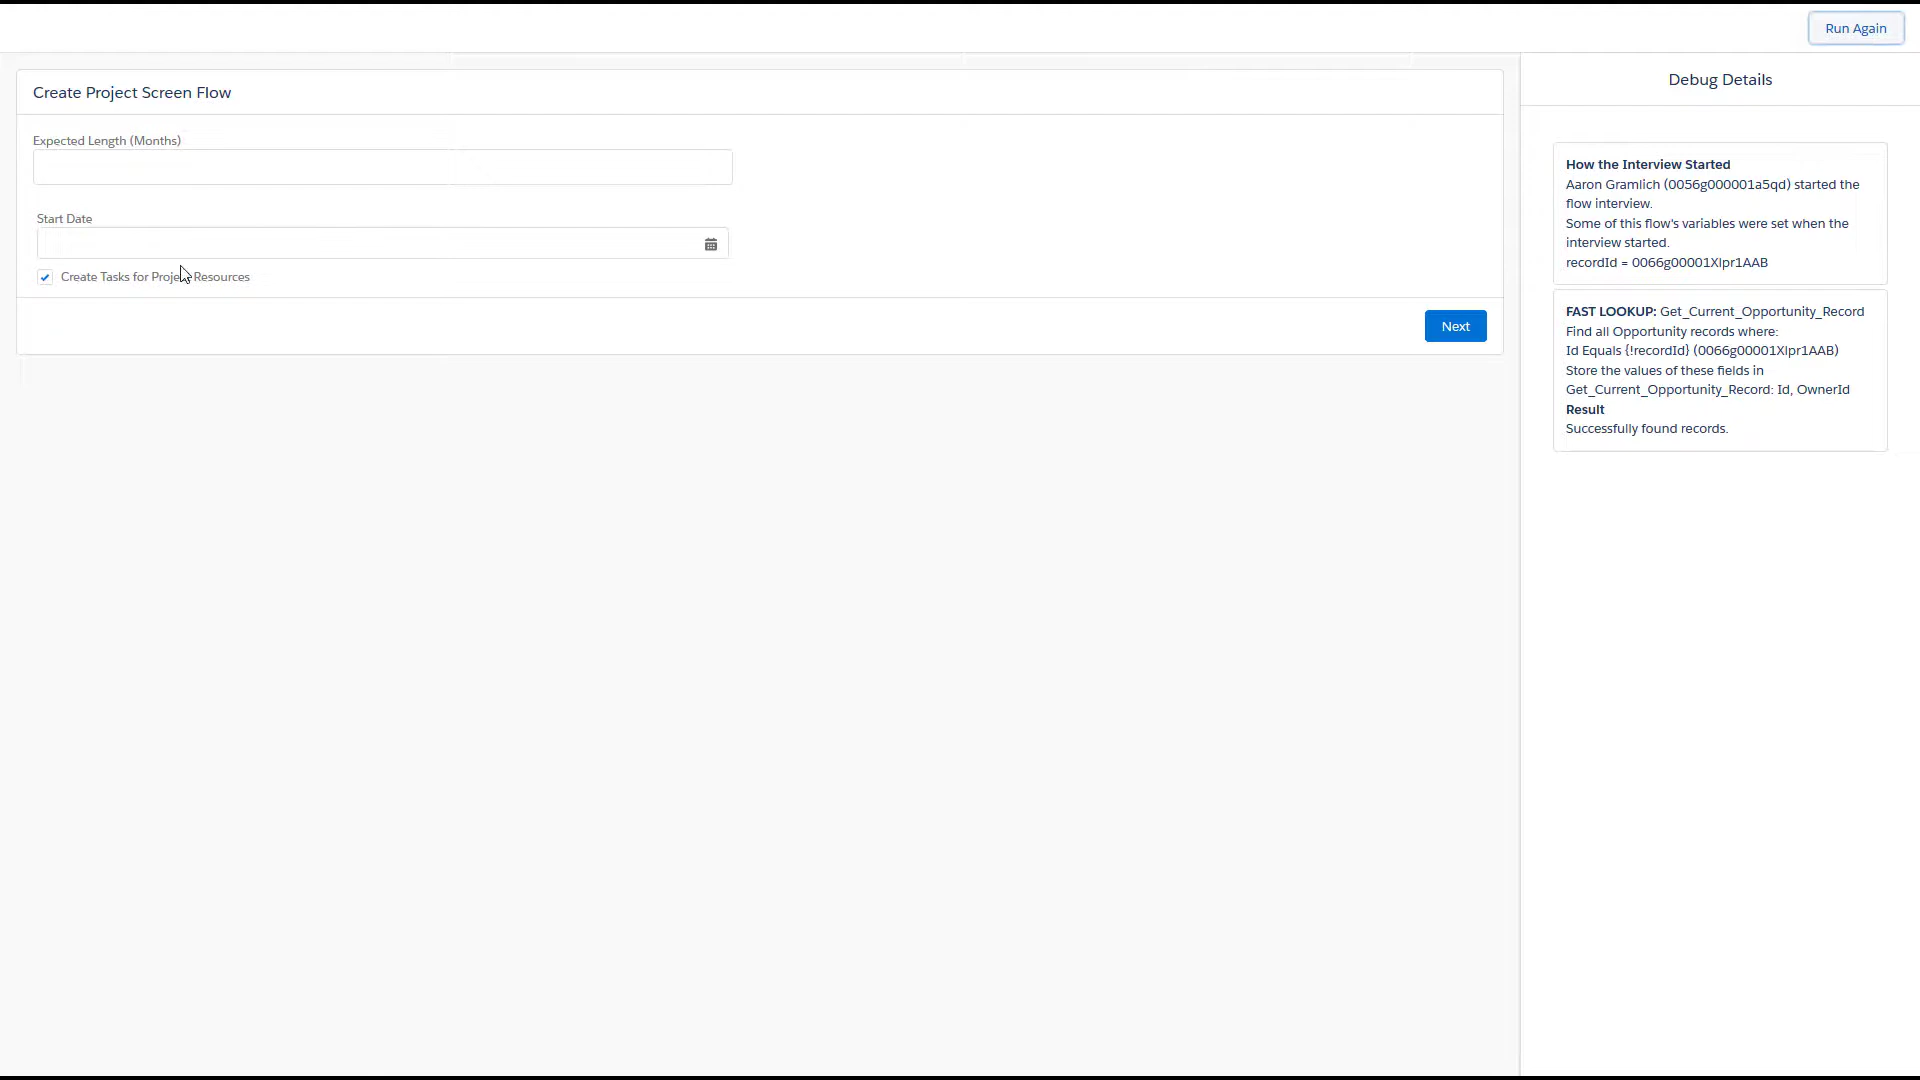 Run Again
Create Project Screen Flow
Expected Length (Months)
Start Date
Create Tasks for Project Resources
Next
Debug Details
How the Interview Started
Aaron Gramlich (0056g000001a5qd) started the
flow interview.
Some of this flow's variables were set when the
interview started.
recordId = 0066g00001Xlpr1AAB
FAST LOOKUP: Get_Current_Opportunity_Record
Find all Opportunity records where:
Id Equals {!recordId} (0066g00001Xlpr1AAB)
Store the values of these fields in
Get_Current_Opportunity_Record: Id, OwnerId
Result
Successfully found records.